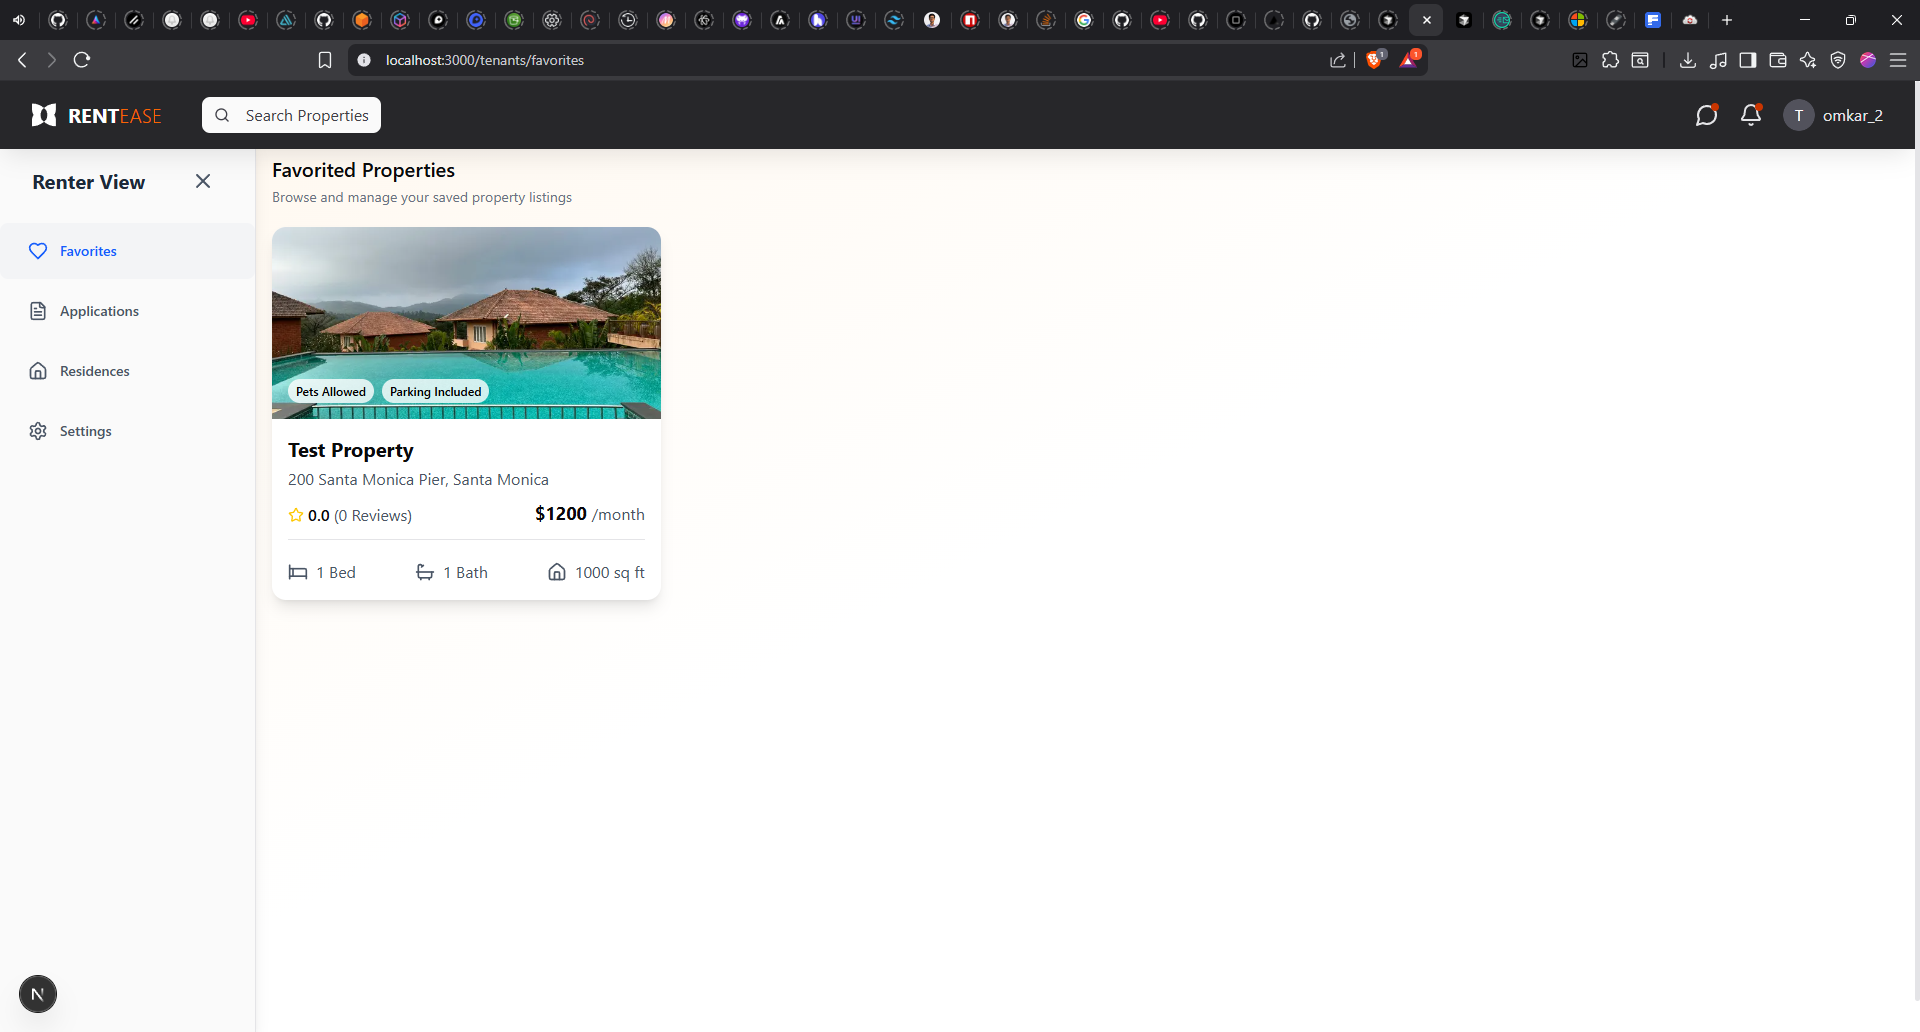 localhost:3000/tenants/favorites
RENTEASE
Search Properties
T
omkar_2
Renter View
Favorites
Applications
Residences
Settings
Favorited Properties
Browse and manage your saved property listings
Pets Allowed
Parking Included
Test Property
200 Santa Monica Pier, Santa Monica
0.0 (0 Reviews)
$1200 /month
1 Bed
1 Bath
1000 sq ft
N